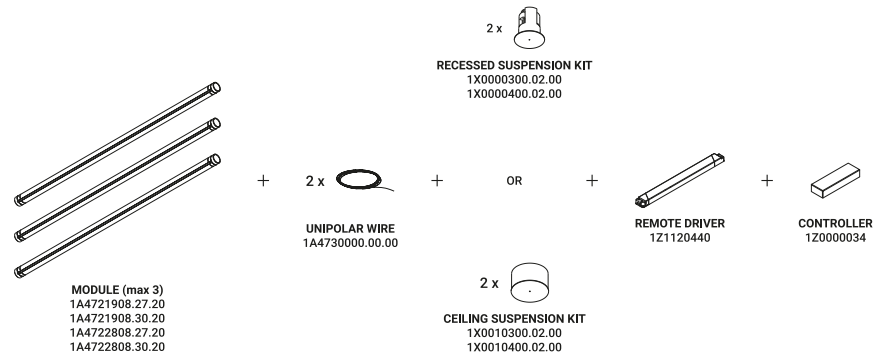 2 x
RECESSED SUSPENSION KIT
1X0000300.02.00
1X0000400.02.00
+
2 x
+
OR
+
+
UNIPOLAR WIRE
1A4730000.00.00
REMOTE DRIVER
1Z1120440
CONTROLLER
1Z0000034
2 x
MODULE (max 3)
1A4721908.27.20
1A4721908.30.20
1A4722808.27.20
1A4722808.30.20
CEILING SUSPENSION KIT
1X0010300.02.00
1X0010400.02.00